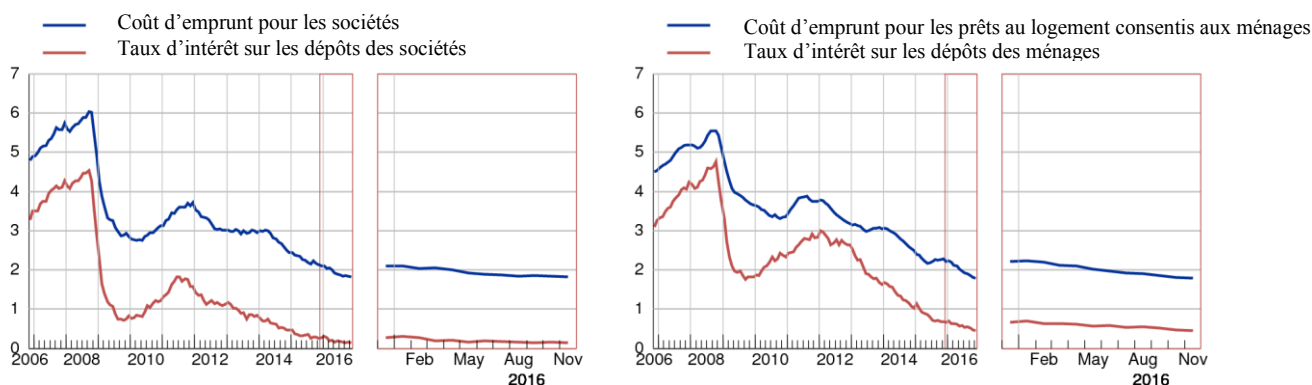 Coût d'emprunt pour les sociétés
Taux d'intérêt sur les dépôts des sociétés
7
6
5
4
3
2
1
0
2006 2008 2010 2012 2014 2016
Feb May Aug Nov
2016
Coût d'emprunt pour les prêts au logement consentis aux ménages
Taux d'intérêt sur les dépôts des ménages
7
6
5
4
3
2
1
0
2006 2008 2010 2012 2014 2016
Feb May Aug Nov
2016